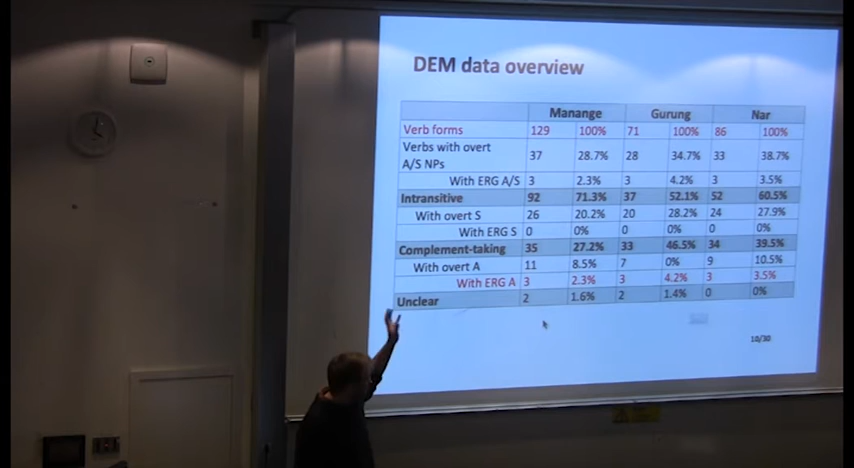 DEM data overview
Manange Gurung Nar
Verb forms 129 100% 71 100% 86 100%
Verbs with overt
A/S NPs 37 28.7% 28 34.7% 33 38.7%
With ERG A/S 3 2.3% 3 4.2% 3 3.5%
Intransitive 92 71.3% 37 52.1% 52 60.5%
With overt S 26 20.2% 20 28.2% 24 27.9%
With ERG S 0 0% 0 0% 0 0%
Complement-taking 35 27.2% 33 46.5% 34 39.5%
With overt A 11 8.5% 7 0% 9 10.5%
With ERG A 3 2.3% 3 4.2% 3 3.5%
Unclear 2 1.6% 2 1.4% 0 0%
10/30